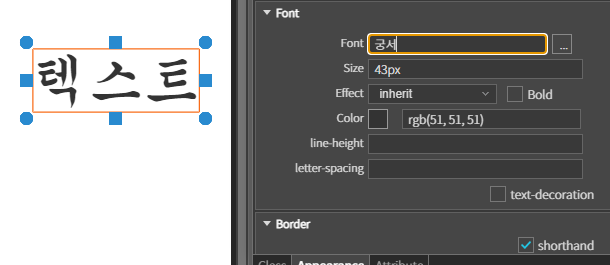 텍스트
Font
Font 궁세 ...
Size 43px
Effect inherit Bold
Color rgb(51, 51, 51)
line-height
letter-spacing
text-decoration
Border
shorthand
Class Appearance Attribute